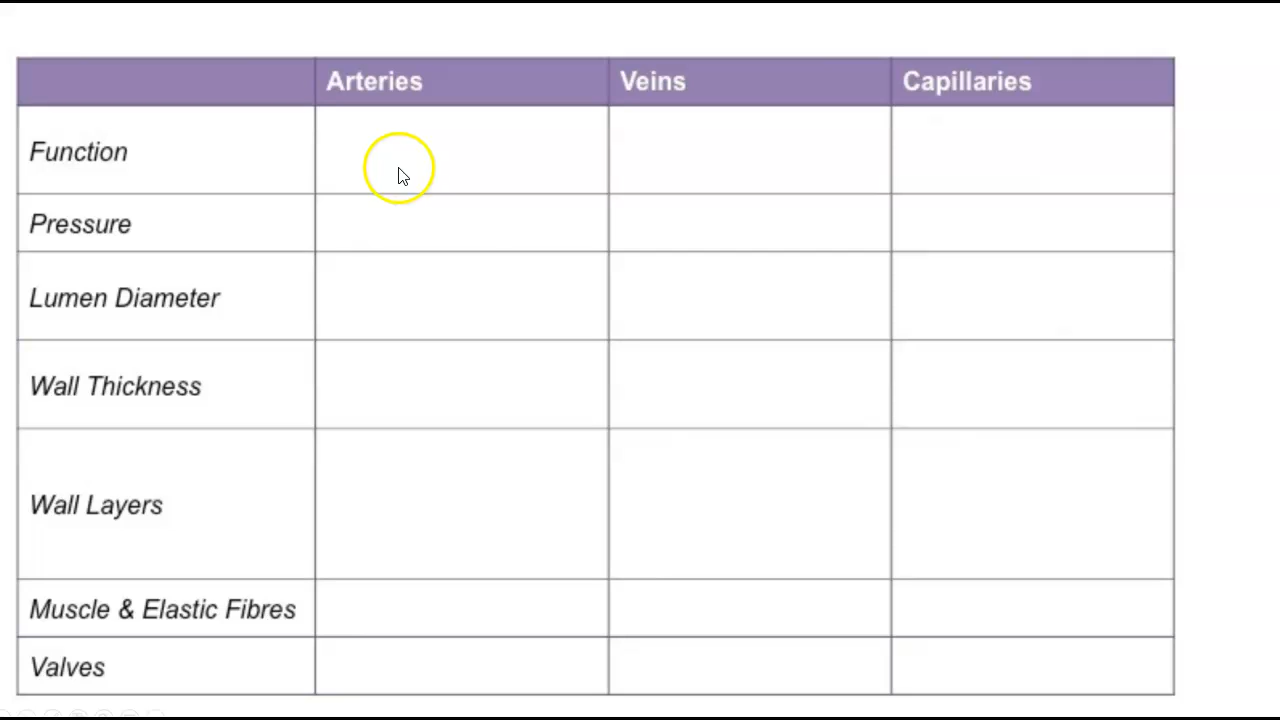 Arteries Veins Capillaries
Function
Pressure
Lumen Diameter
Wall Thickness
Wall Layers
Muscle & Elastic Fibres
Valves